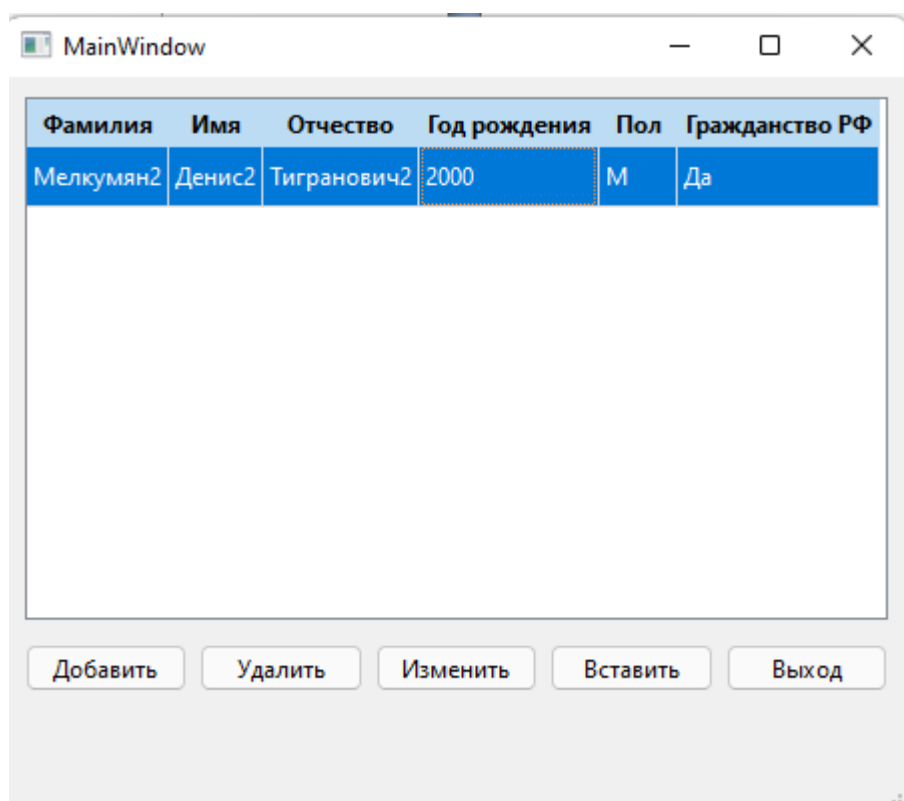 MainWindow
Фамилия Имя Отчество Год рождения Пол Гражданство РФ
Мелкумян2 Денис2 Тигранович2 2000 М Да
Добавить Удалить Изменить Вставить Выход